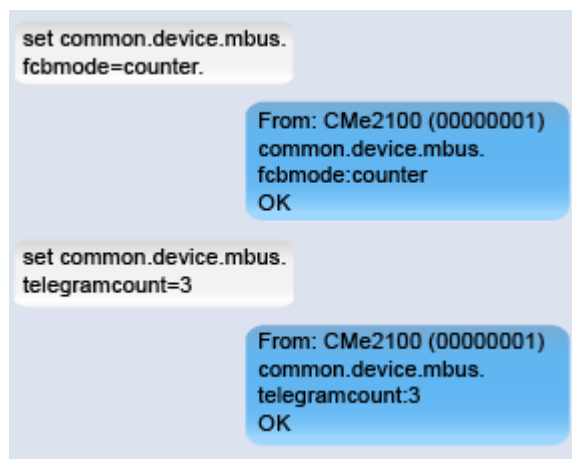 set common.device.mbus.
fcbmode=counter.
From: CMe2100 (00000001)
common.device.mbus.
fcbmode:counter
OK
set common.device.mbus.
telegramcount=3
From: CMe2100 (00000001)
common.device.mbus.
telegramcount:3
OK